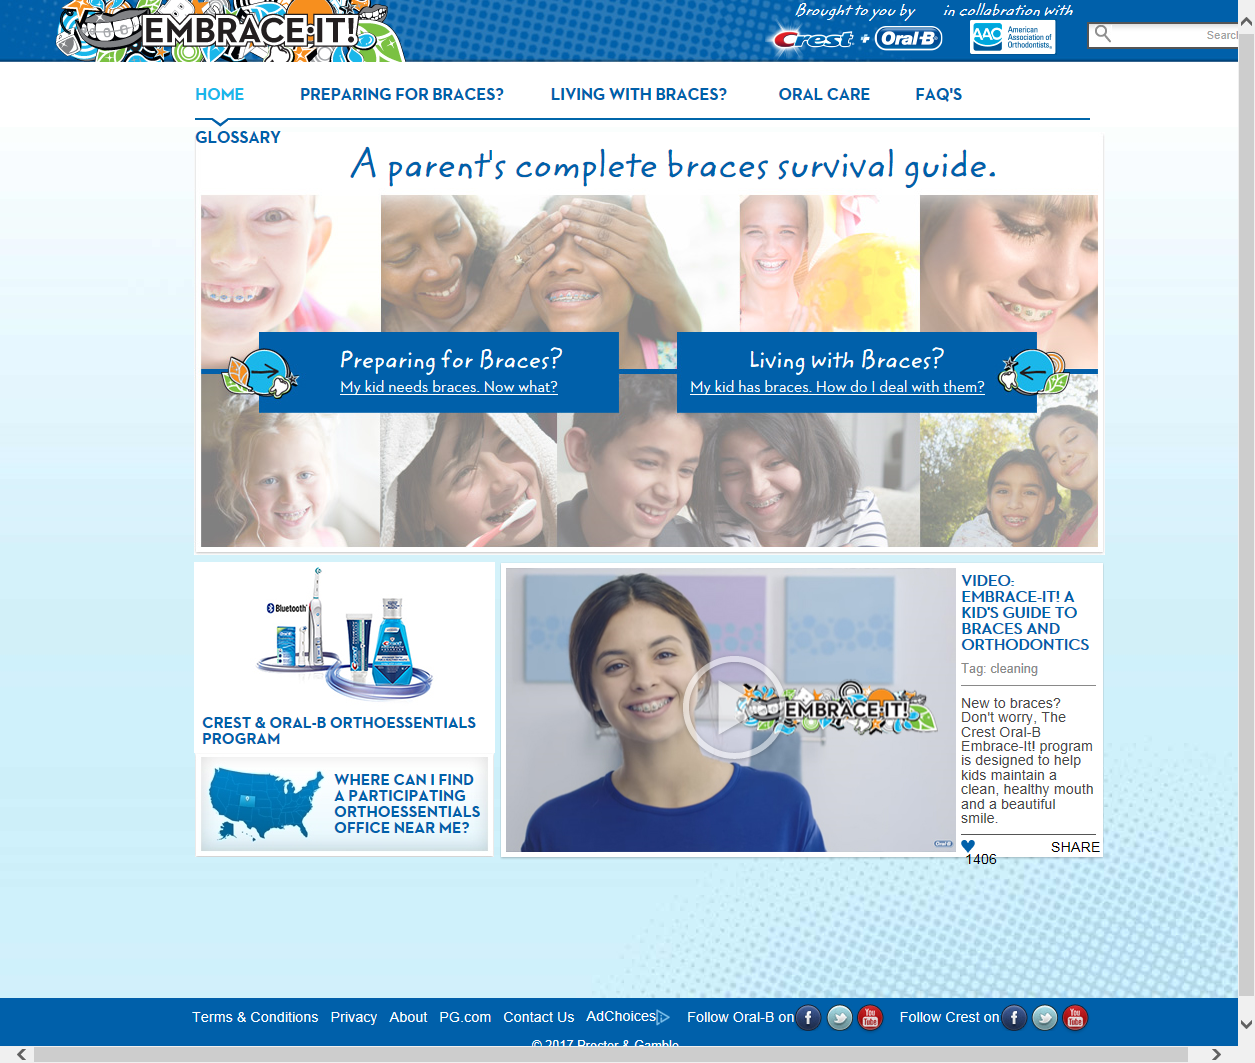 EMBRACE-IT!
Brought to you by
in collabration with
Crest + Oral-B
AAO American Association of Orthodontists
Search
HOME
PREPARING FOR BRACES?
LIVING WITH BRACES?
ORAL CARE
FAQ'S
GLOSSARY
A parent's complete braces survival guide.
Preparing for Braces?
My kid needs braces. Now what?
Living with Braces?
My kid has braces. How do I deal with them?
Bluetooth
CREST & ORAL-B ORTHOESSENTIALS
PROGRAM
WHERE CAN I FIND
A PARTICIPATING
ORTHOESSENTIALS
OFFICE NEAR ME?
EMBRACE-IT!
Oral-B
VIDEO:
EMBRACE-IT! A
KID'S GUIDE TO
BRACES AND
ORTHODONTICS
Tag: cleaning
New to braces?
Don't worry, The
Crest Oral-B
Embrace-It! program
is designed to help
kids maintain a
clean, healthy mouth
and a beautiful
smile.
1406
SHARE
Terms & Conditions Privacy About PG.com Contact Us AdChoices Follow Oral-B on You Tube Follow Crest on You Tube
© 2017 Procter & Gamble